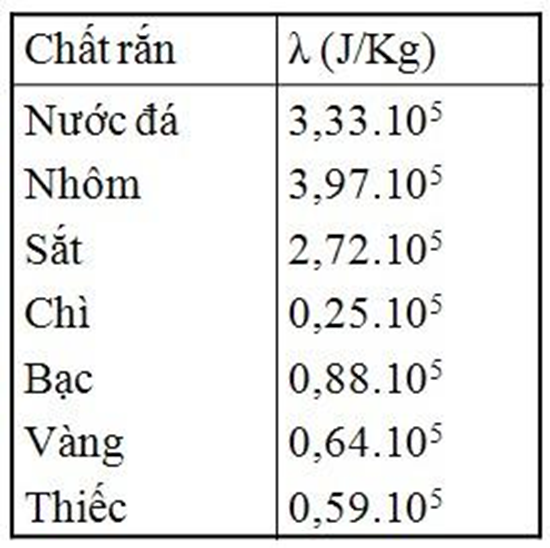 Chất rắn λ (J/Kg)
Nước đá 3,33.10⁵
Nhôm 3,97.10⁵
Sắt 2,72.10⁵
Chì 0,25.10⁵
Bạc 0,88.10⁵
Vàng 0,64.10⁵
Thiếc 0,59.10⁵